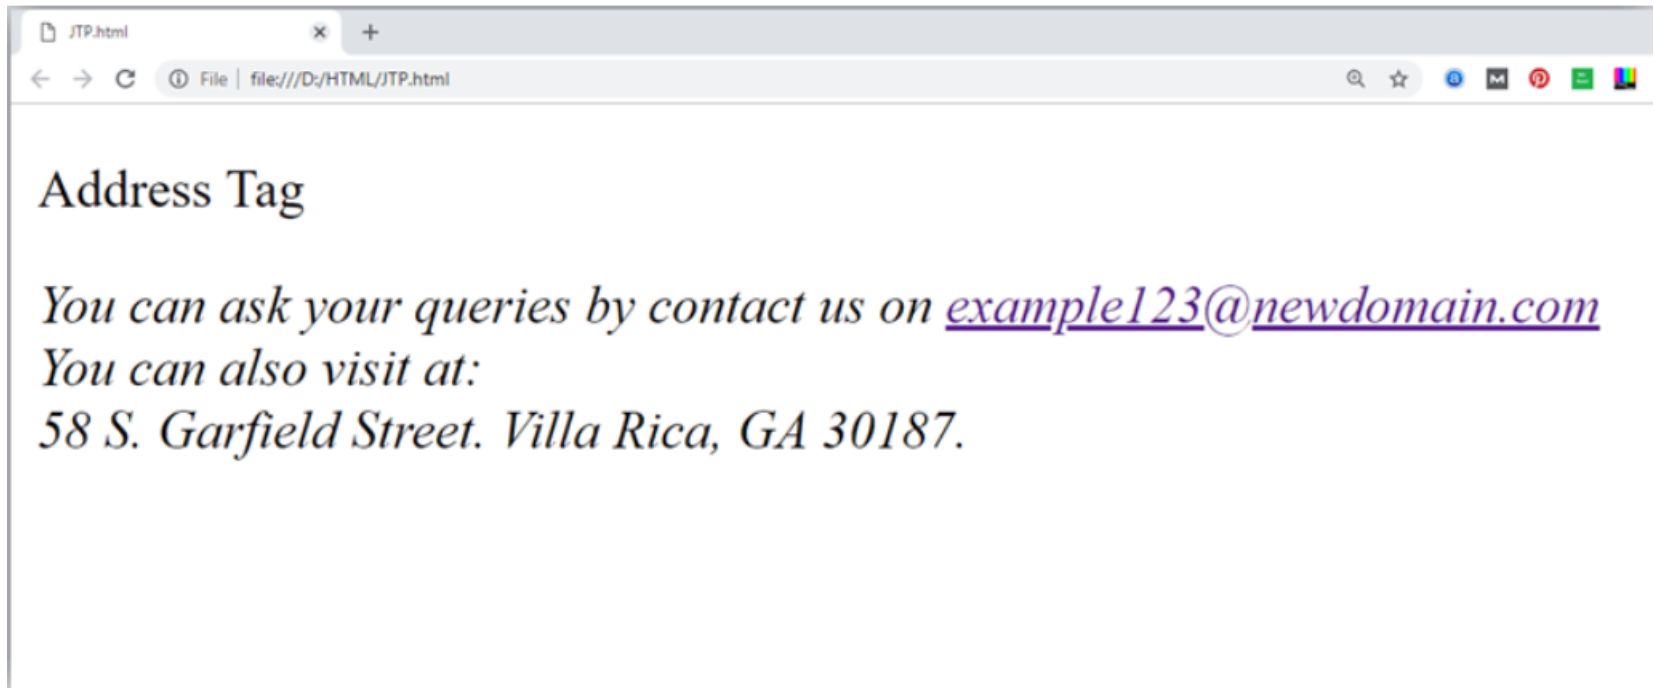 JTP.html
File | file:///D:/HTML/JTP.html
Address Tag
You can ask your queries by contact us on example123@newdomain.com
You can also visit at:
58 S. Garfield Street. Villa Rica, GA 30187.